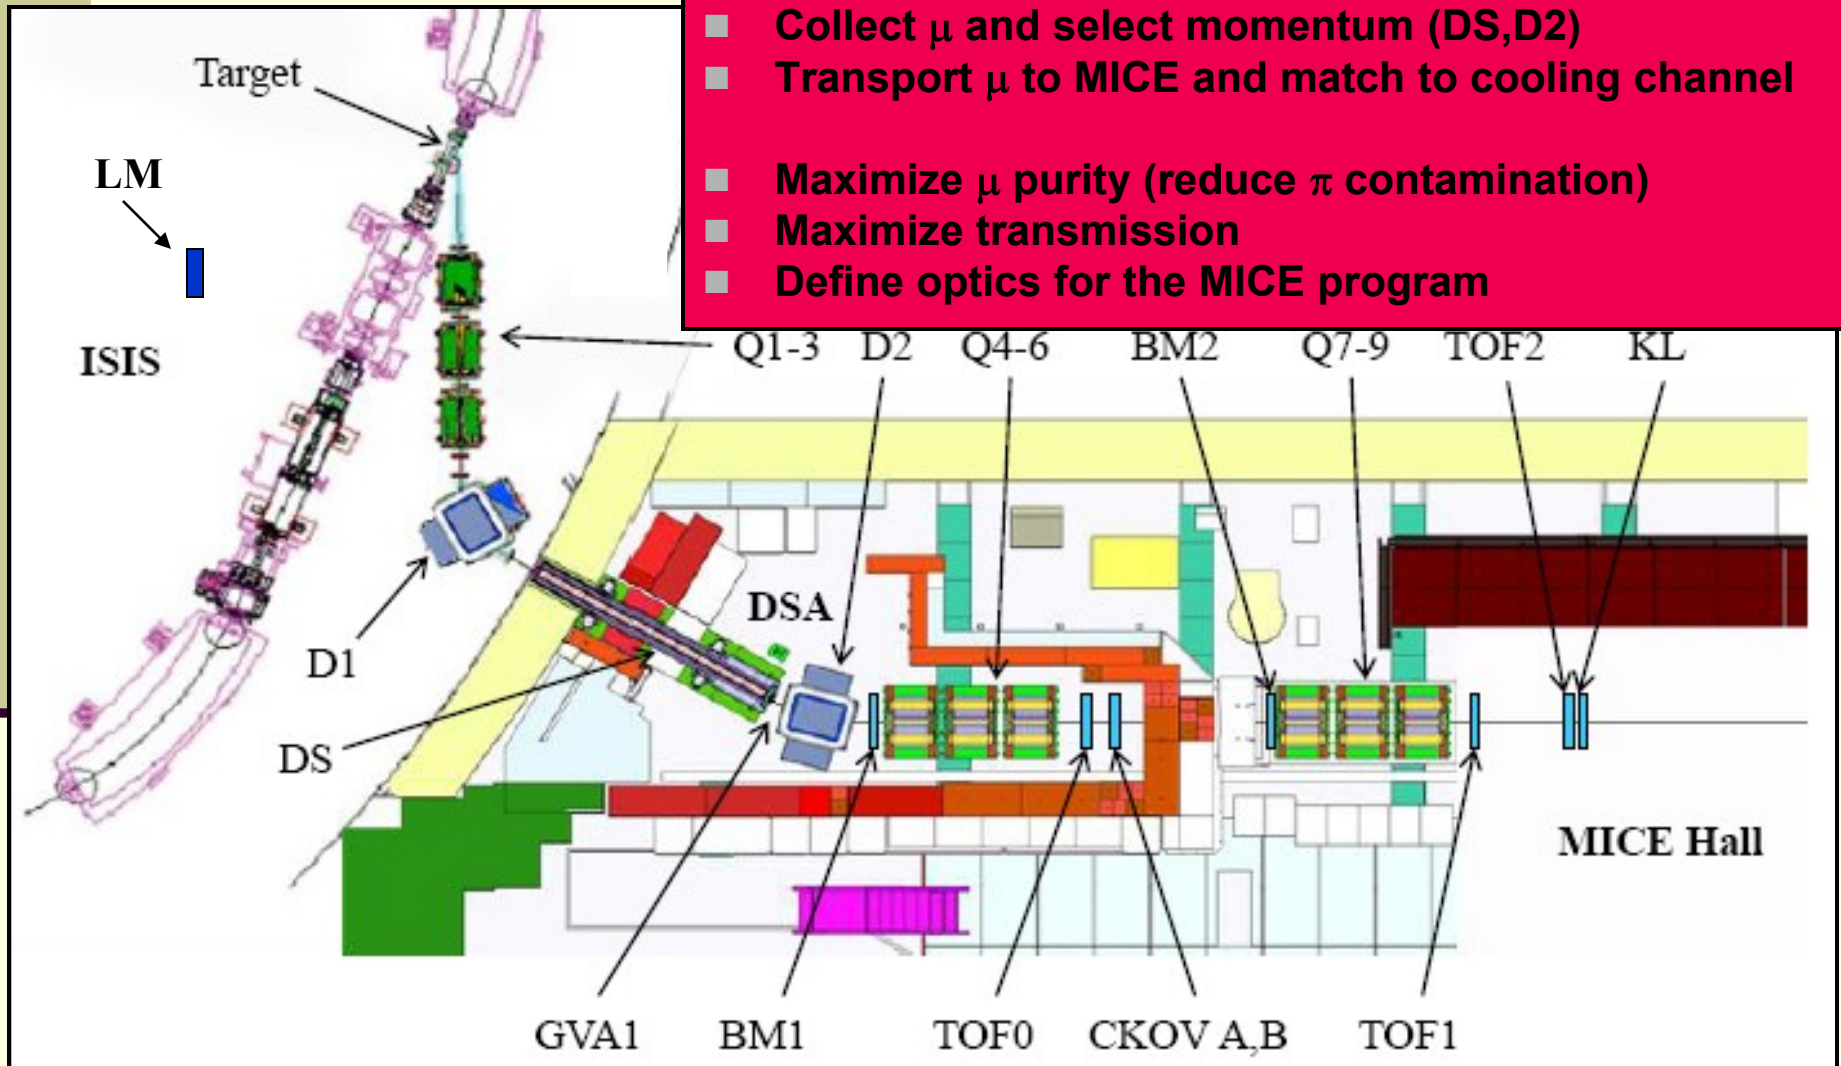 Collect μ and select momentum (DS,D2)
Transport μ to MICE and match to cooling channel
Maximize μ purity (reduce π contamination)
Maximize transmission
Define optics for the MICE program
Target
LM
ISIS
Q1-3 D2 Q4-6 BM2 Q7-9 TOF2 KL
DSA
D1
DS
MICE Hall
GVA1 BM1 TOF0 CKOV A,B TOF1